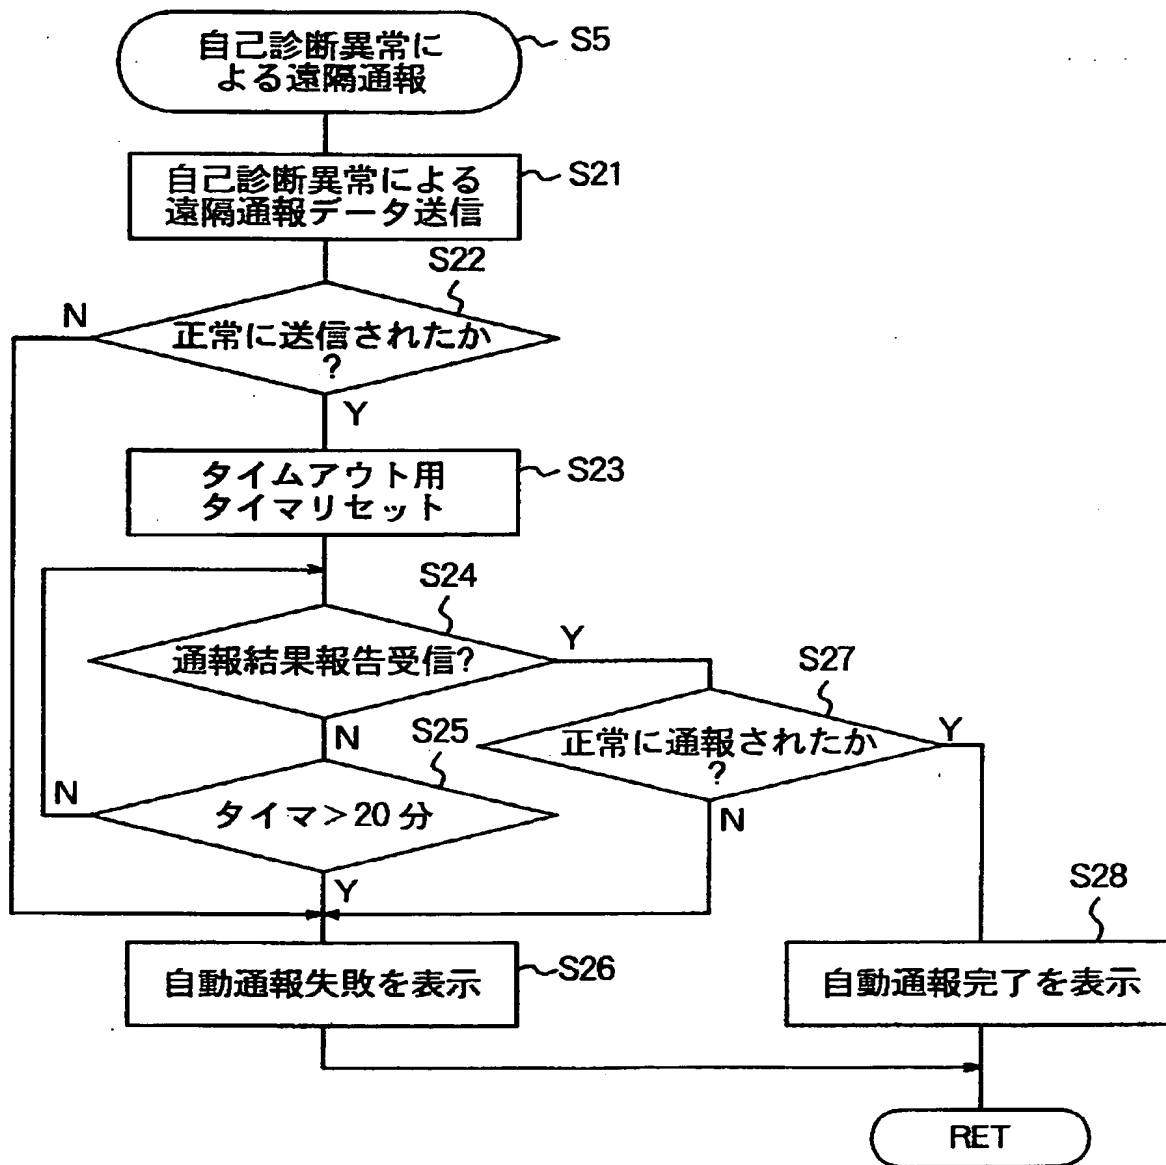 自己診断異常に
よる遠隔通報
S5
自己診断異常による
遠隔通報データ送信
S21
S22
N
正常に送信されたか
?
Y
タイムアウト用
タイマリセット
S23
S24
通報結果報告受信?
Y
N
S25
N
タイマ>20分
Y
S27
正常に通報されたか
?
Y
N
自動通報失敗を表示
S26
S28
自動通報完了を表示
RET